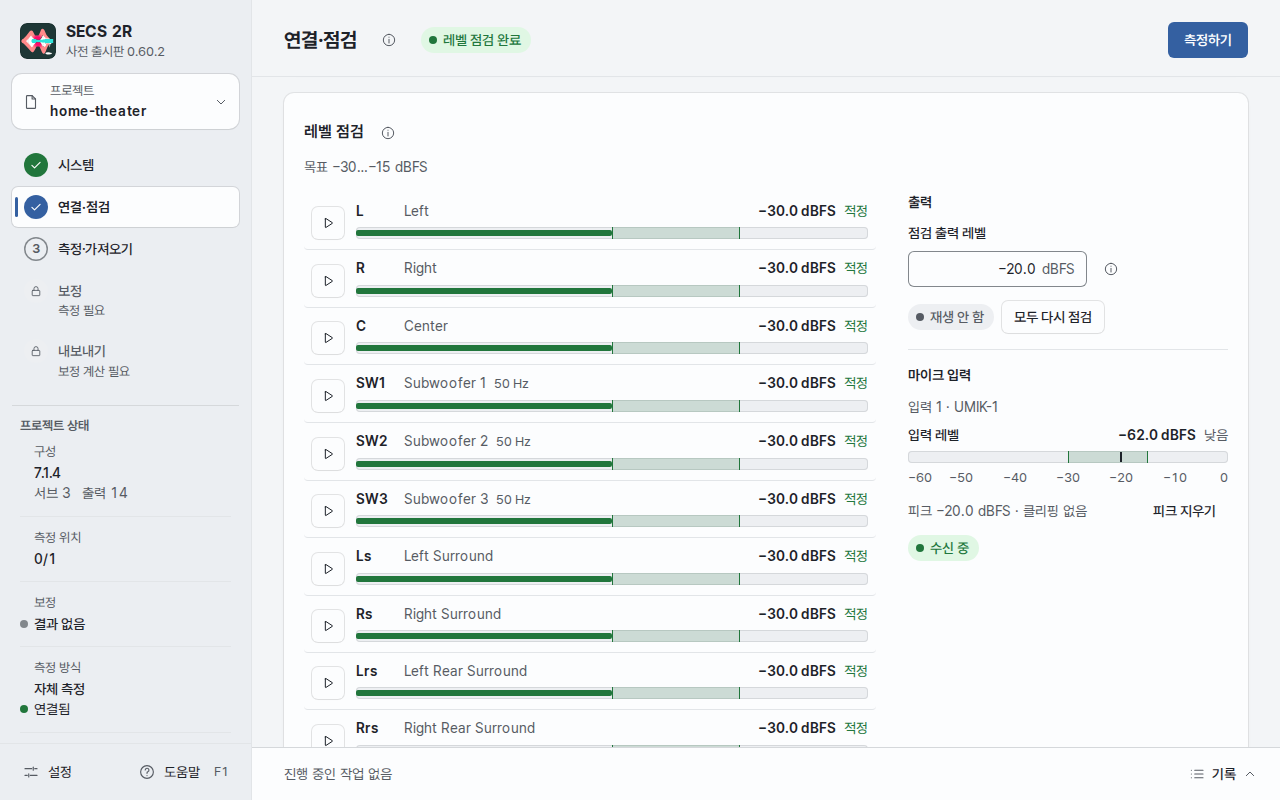 SECS 2R
사전 출시판 0.60.2
프로젝트
home-theater
시스템
연결·점검
3 측정·가져오기
보정
측정 필요
내보내기
보정 계산 필요
프로젝트 상태
구성
7.1.4
서브 3 출력 14
측정 위치
0/1
보정
결과 없음
측정 방식
자체 측정
연결됨
설정
도움말 F1
연결·점검
레벨 점검 완료
측정하기
레벨 점검
목표 −30…−15 dBFS
L Left −30.0 dBFS 적정
R Right −30.0 dBFS 적정
C Center −30.0 dBFS 적정
SW1 Subwoofer 1 50 Hz −30.0 dBFS 적정
SW2 Subwoofer 2 50 Hz −30.0 dBFS 적정
SW3 Subwoofer 3 50 Hz −30.0 dBFS 적정
Ls Left Surround −30.0 dBFS 적정
Rs Right Surround −30.0 dBFS 적정
Lrs Left Rear Surround −30.0 dBFS 적정
Rrs Right Rear Surround −30.0 dBFS 적정
출력
점검 출력 레벨
−20.0 dBFS
재생 안 함
모두 다시 점검
마이크 입력
입력 1 · UMIK-1
입력 레벨 −62.0 dBFS 낮음
−60 −50 −40 −30 −20 −10 0
피크 −20.0 dBFS · 클리핑 없음
피크 지우기
수신 중
진행 중인 작업 없음
기록